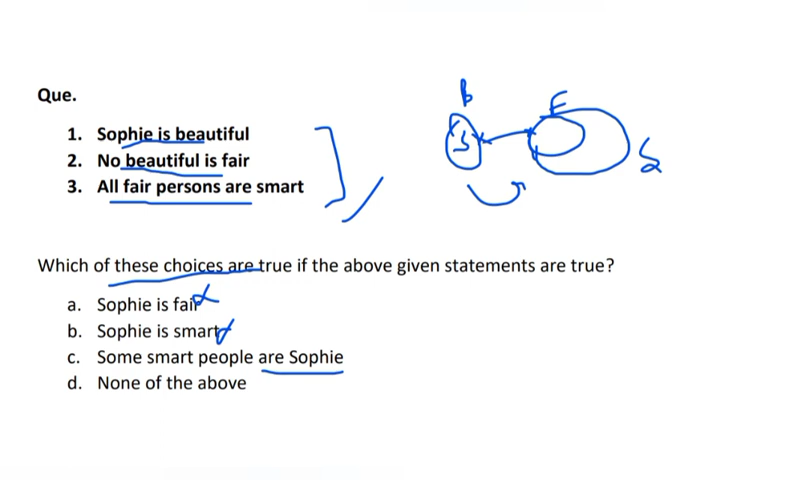 Que.
B
F
1. Sophie is beautiful
S
2. No beautiful is fair
S
3. All fair persons are smart
Which of these choices are true if the above given statements are true?
a. Sophie is fair
b. Sophie is smart
c. Some smart people are Sophie
d. None of the above